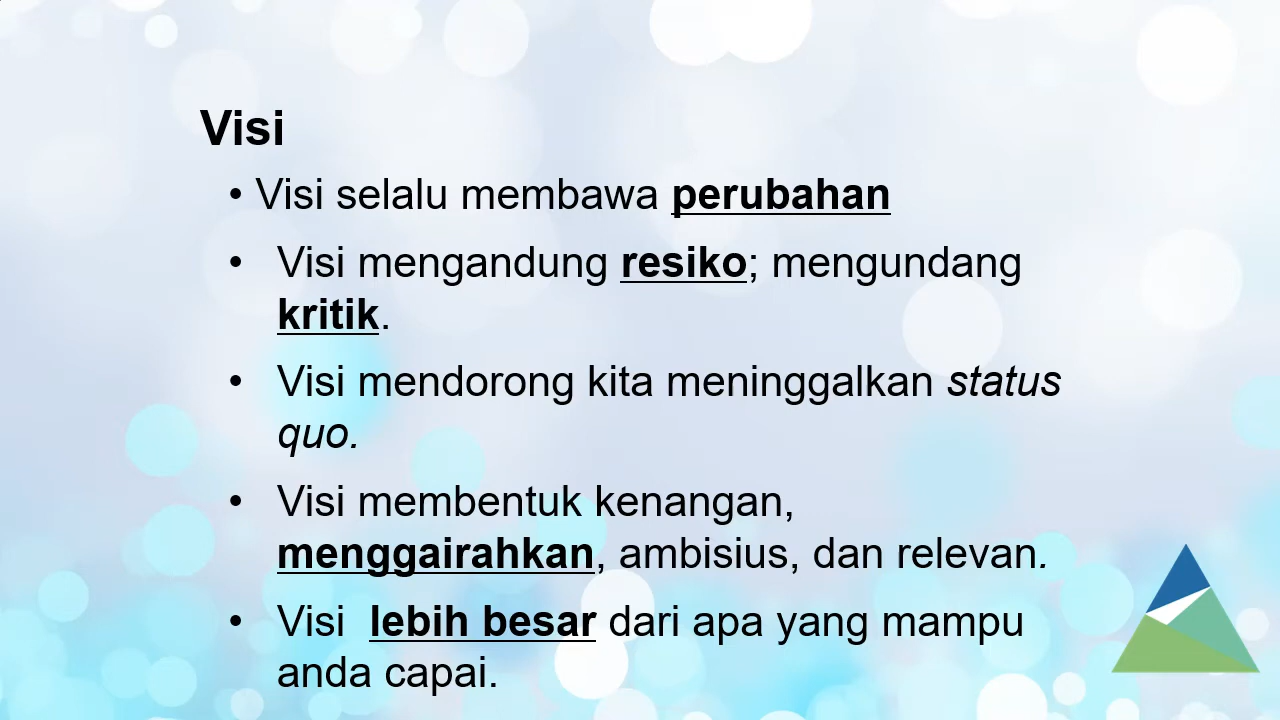 Visi
• Visi selalu membawa perubahan
• Visi mengandung resiko; mengundang
kritik.
• Visi mendorong kita meninggalkan status
quo.
• Visi membentuk kenangan,
menggairahkan, ambisius, dan relevan.
• Visi lebih besar dari apa yang mampu
anda capai.